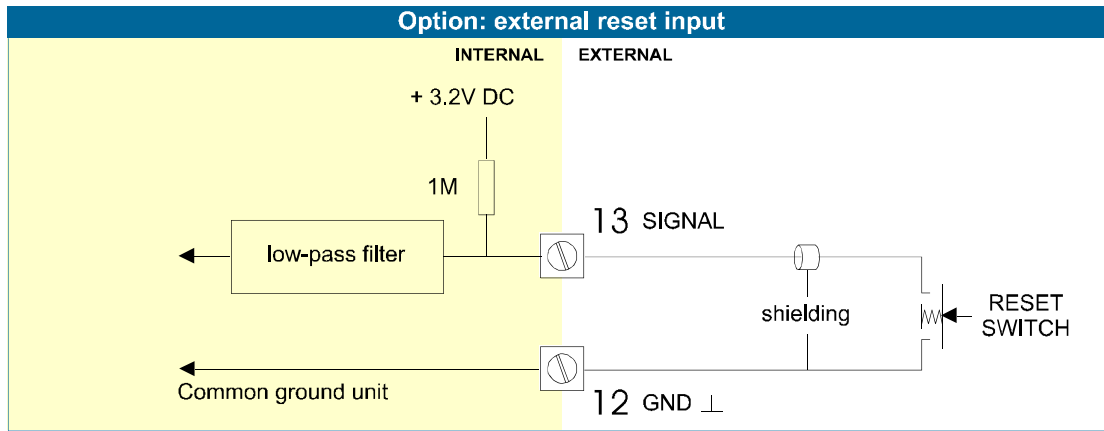 Option: external reset input
INTERNAL EXTERNAL
+ 3.2V DC
1M
13 SIGNAL
low-pass filter
shielding
RESET
SWITCH
Common ground unit
12 GND ⊥